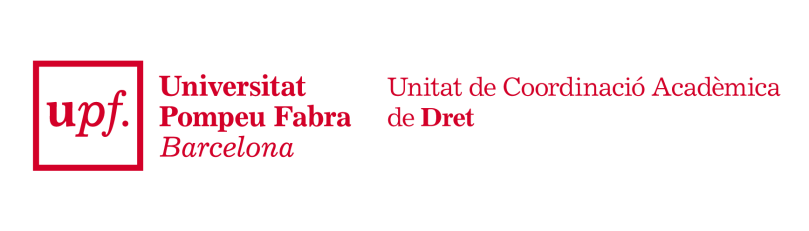 upf.
Universitat
Pompeu Fabra
Barcelona
Unitat de Coordinació Acadèmica
de Dret